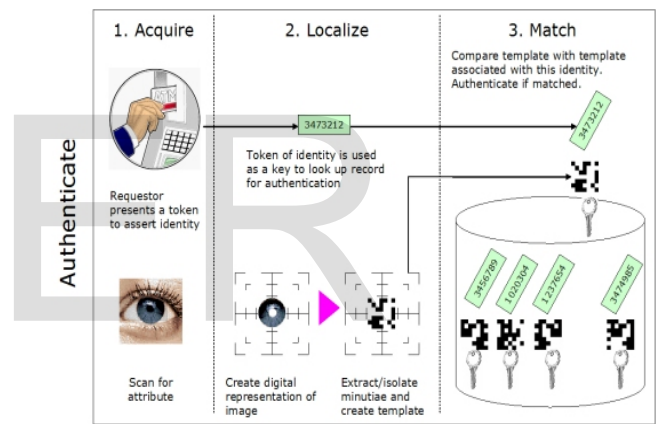 1. Acquire
2. Localize
3. Match
Compare template with template
associated with this identity.
Authenticate if matched.
3473212
3473212
Token of identity is used
as a key to look up record
for authentication
Requestor
presents a token
to assert identity
Authenticate
3456789
1020304
1237654
3474985
Scan for
attribute
Create digital
representation of
image
Extract/isolate
minutiae and
create template